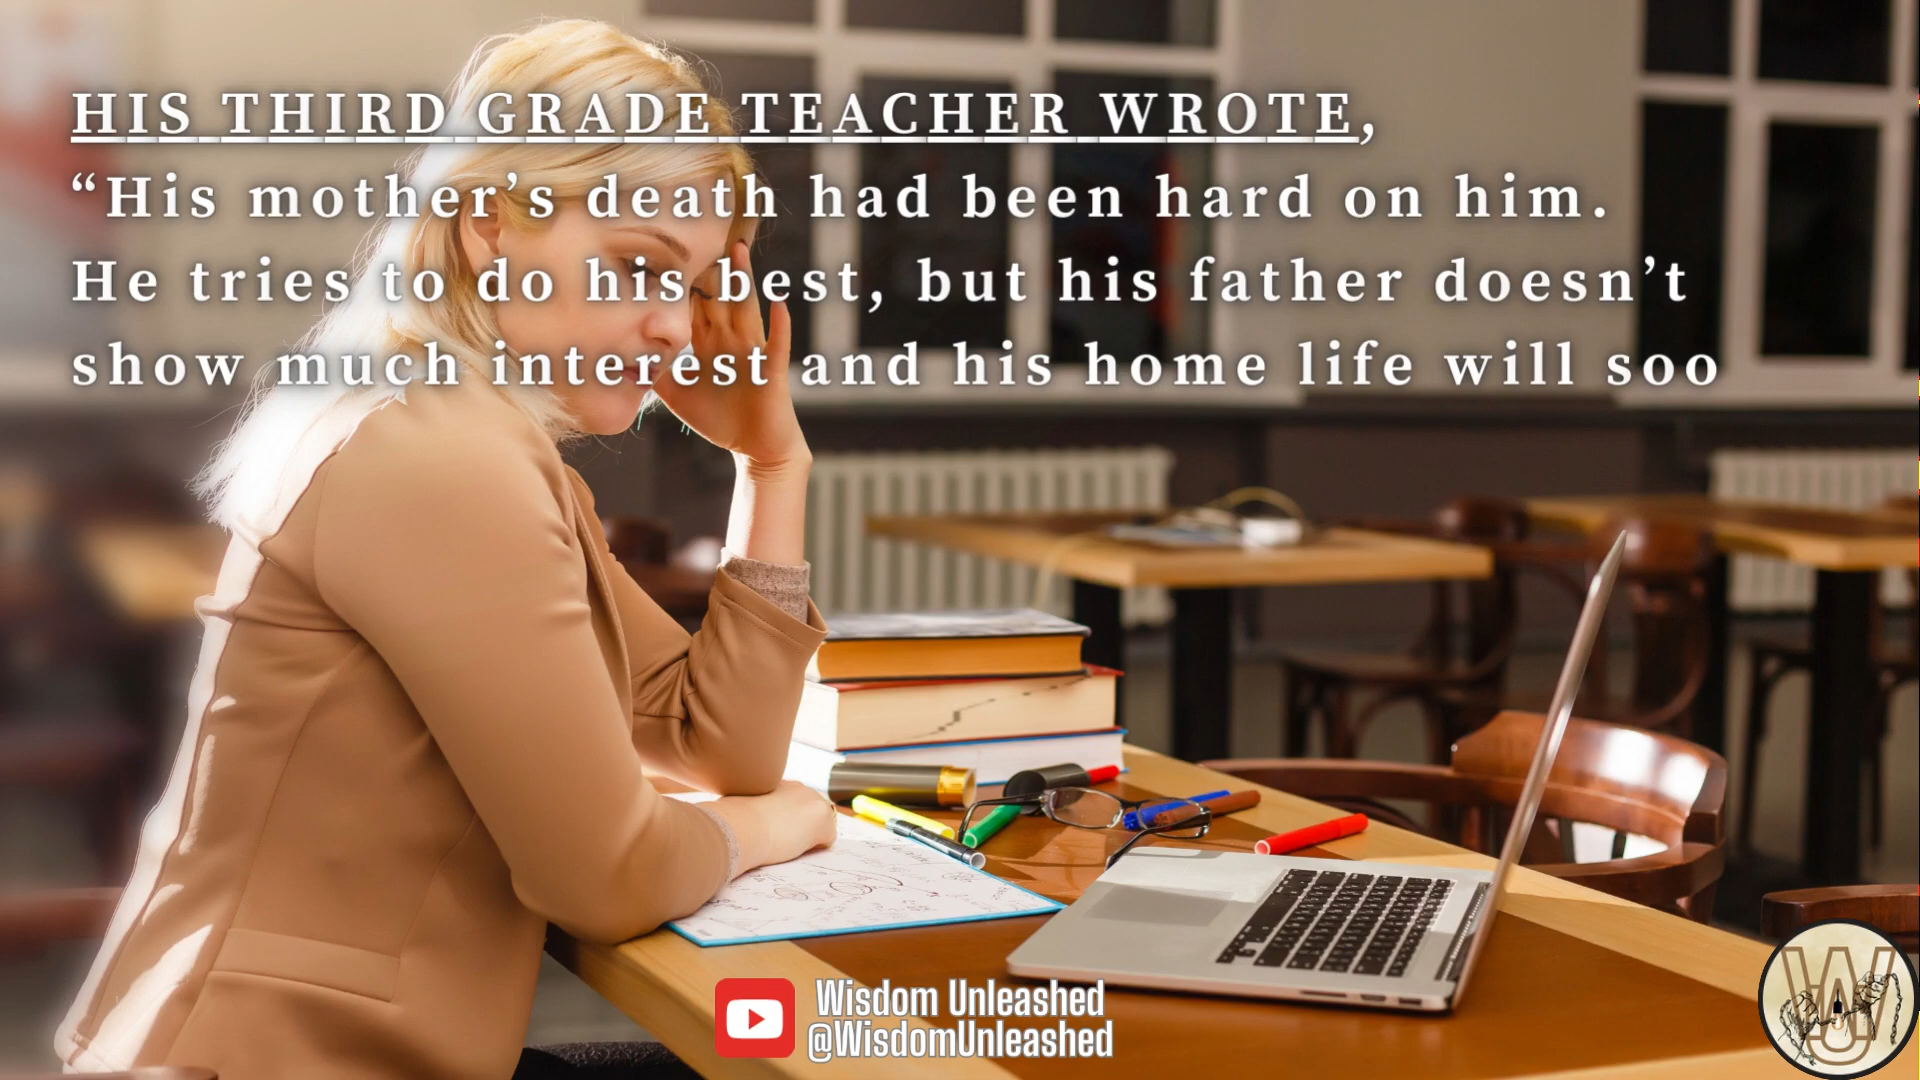 HIS THIRD GRADE TEACHER WROTE,
“His mother’s death had been hard on him.
He tries to do his best, but his father doesn’t
show much interest and his home life will soo
Wisdom Unleashed
@WisdomUnleashed
WU